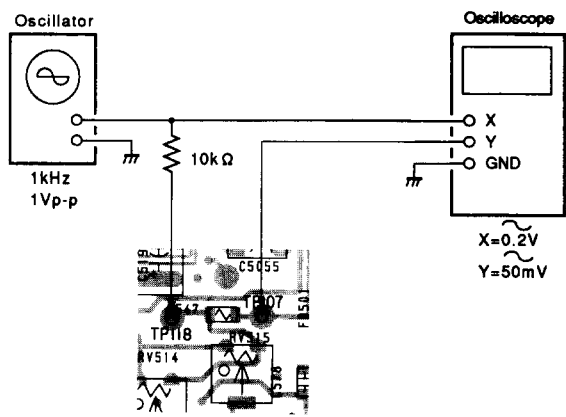 Oscillator
Oscilloscope
X
Y
GND
10kΩ
1kHz
1Vp-p
X=0.2V
Y=50mV
C5055
TP107
TP118
RV515
RV514